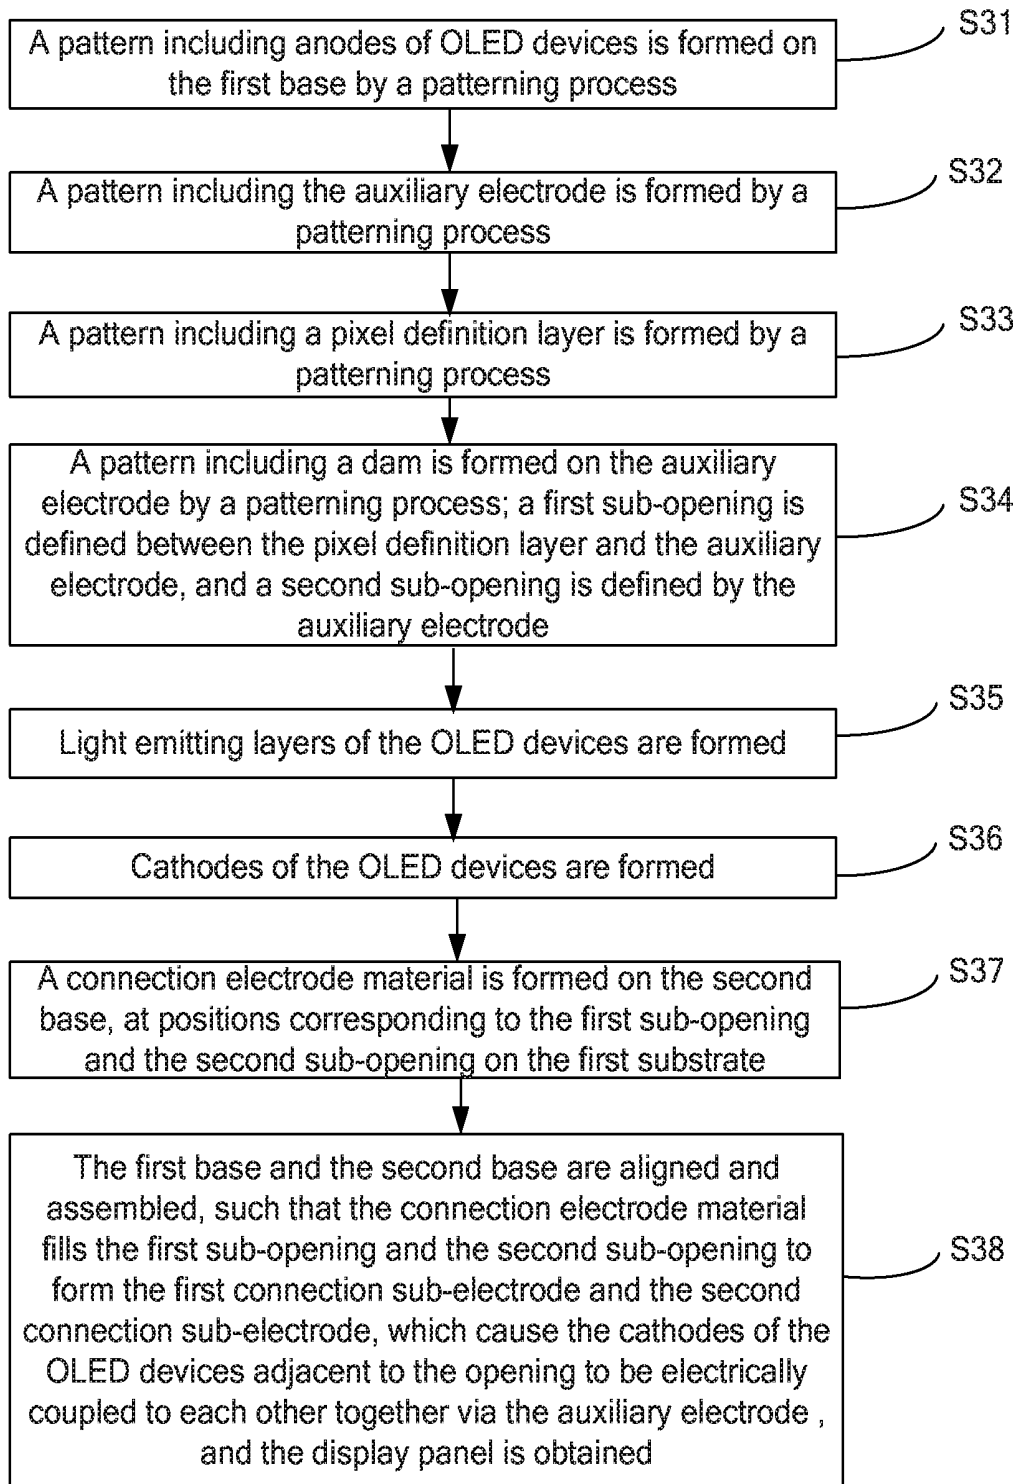 A pattern including anodes of OLED devices is formed on
the first base by a patterning process
S31
A pattern including the auxiliary electrode is formed by a
patterning process
S32
A pattern including a pixel definition layer is formed by a
patterning process
S33
A pattern including a dam is formed on the auxiliary
electrode by a patterning process; a first sub-opening is
defined between the pixel definition layer and the auxiliary
electrode, and a second sub-opening is defined by the
auxiliary electrode
S34
Light emitting layers of the OLED devices are formed
S35
Cathodes of the OLED devices are formed
S36
A connection electrode material is formed on the second
base, at positions corresponding to the first sub-opening
and the second sub-opening on the first substrate
S37
The first base and the second base are aligned and
assembled, such that the connection electrode material
fills the first sub-opening and the second sub-opening to
form the first connection sub-electrode and the second
connection sub-electrode, which cause the cathodes of the
OLED devices adjacent to the opening to be electrically
coupled to each other together via the auxiliary electrode ,
and the display panel is obtained
S38